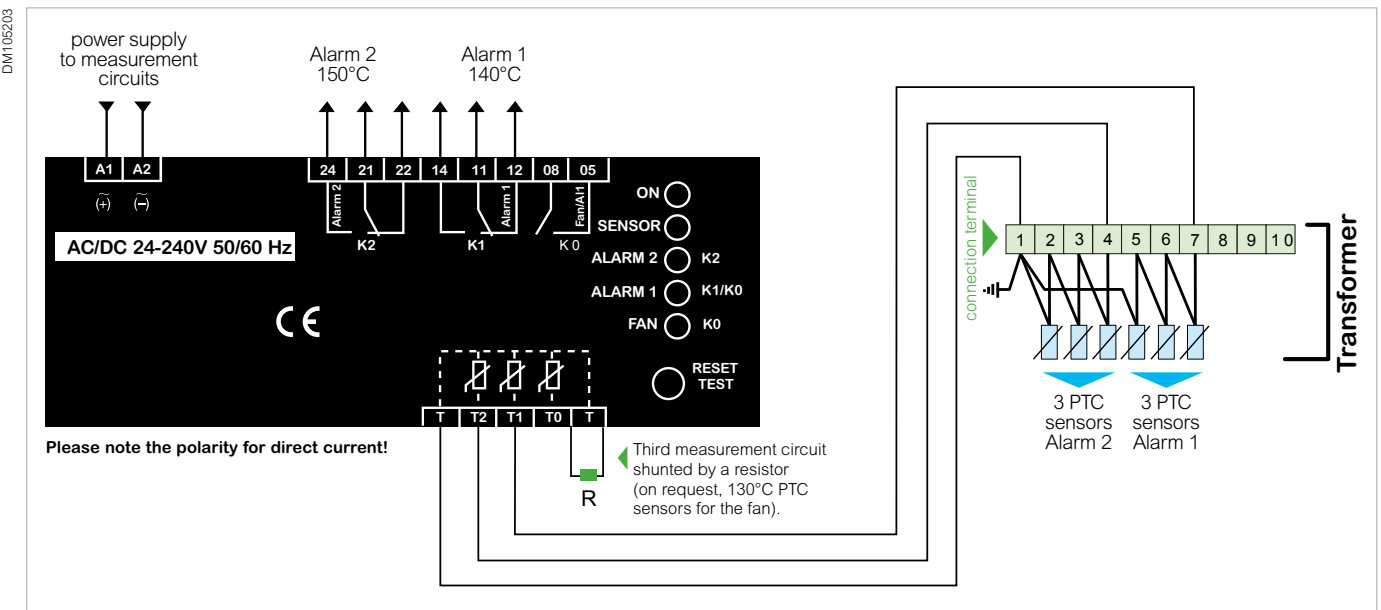 DM105203
power supply
to measurement
circuits
Alarm 2
150°C
Alarm 1
140°C
A1 A2
24 21 22 14 11 12 08 05
(+) (−)
Alarm 2
Alarm 1
Fan/Al1
K2
K1
K 0
AC/DC 24-240V 50/60 Hz
ON
SENSOR
ALARM 2 K2
ALARM 1 K1/K0
FAN K0
RESET
TEST
CE
T T2 T1 T0 T
Please note the polarity for direct current!
R
Third measurement circuit
shunted by a resistor
(on request, 130°C PTC
sensors for the fan).
connection terminal
1 2 3 4 5 6 7 8 9 1 0
3 PTC
sensors
Alarm 2
3 PTC
sensors
Alarm 1
Transformer